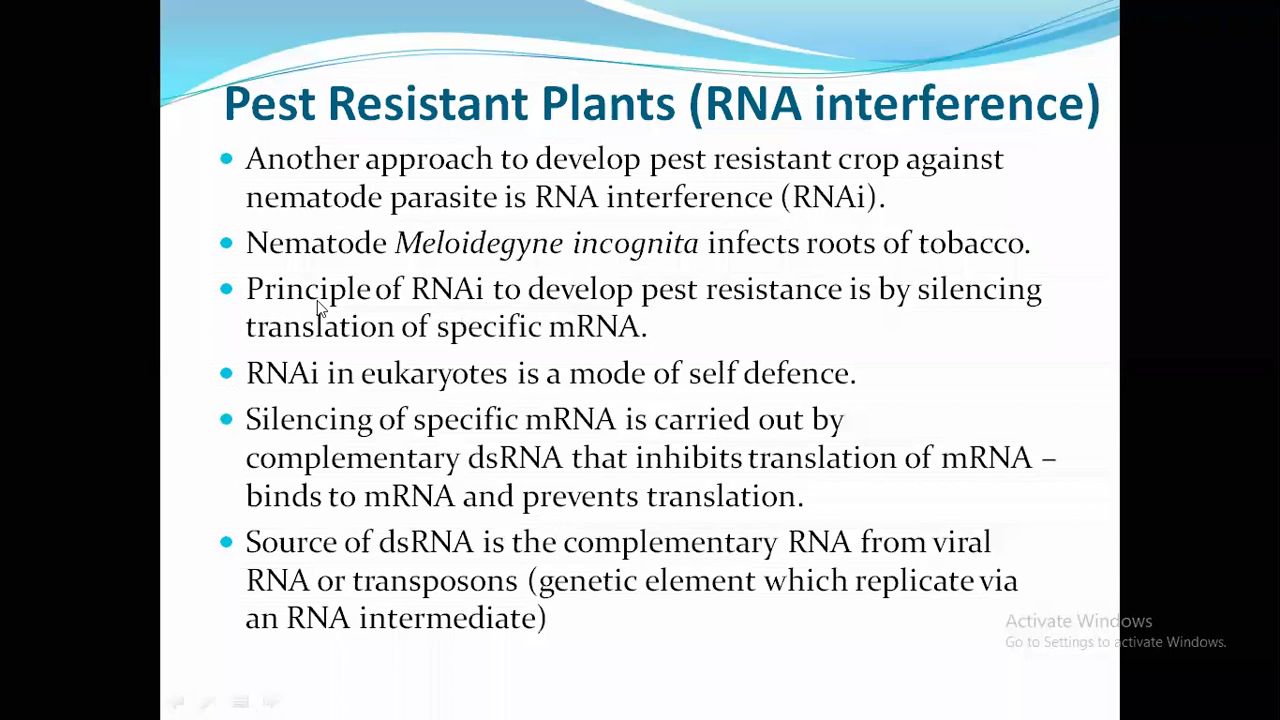 Pest Resistant Plants (RNA interference)
• Another approach to develop pest resistant crop against
nematode parasite is RNA interference (RNAi).
• Nematode Meloidegyne incognita infects roots of tobacco.
• Principle of RNAi to develop pest resistance is by silencing
translation of specific mRNA.
• RNAi in eukaryotes is a mode of self defence.
• Silencing of specific mRNA is carried out by
complementary dsRNA that inhibits translation of mRNA –
binds to mRNA and prevents translation.
• Source of dsRNA is the complementary RNA from viral
RNA or transposons (genetic element which replicate via
an RNA intermediate)
Activate Windows
Go to Settings to activate Windows.